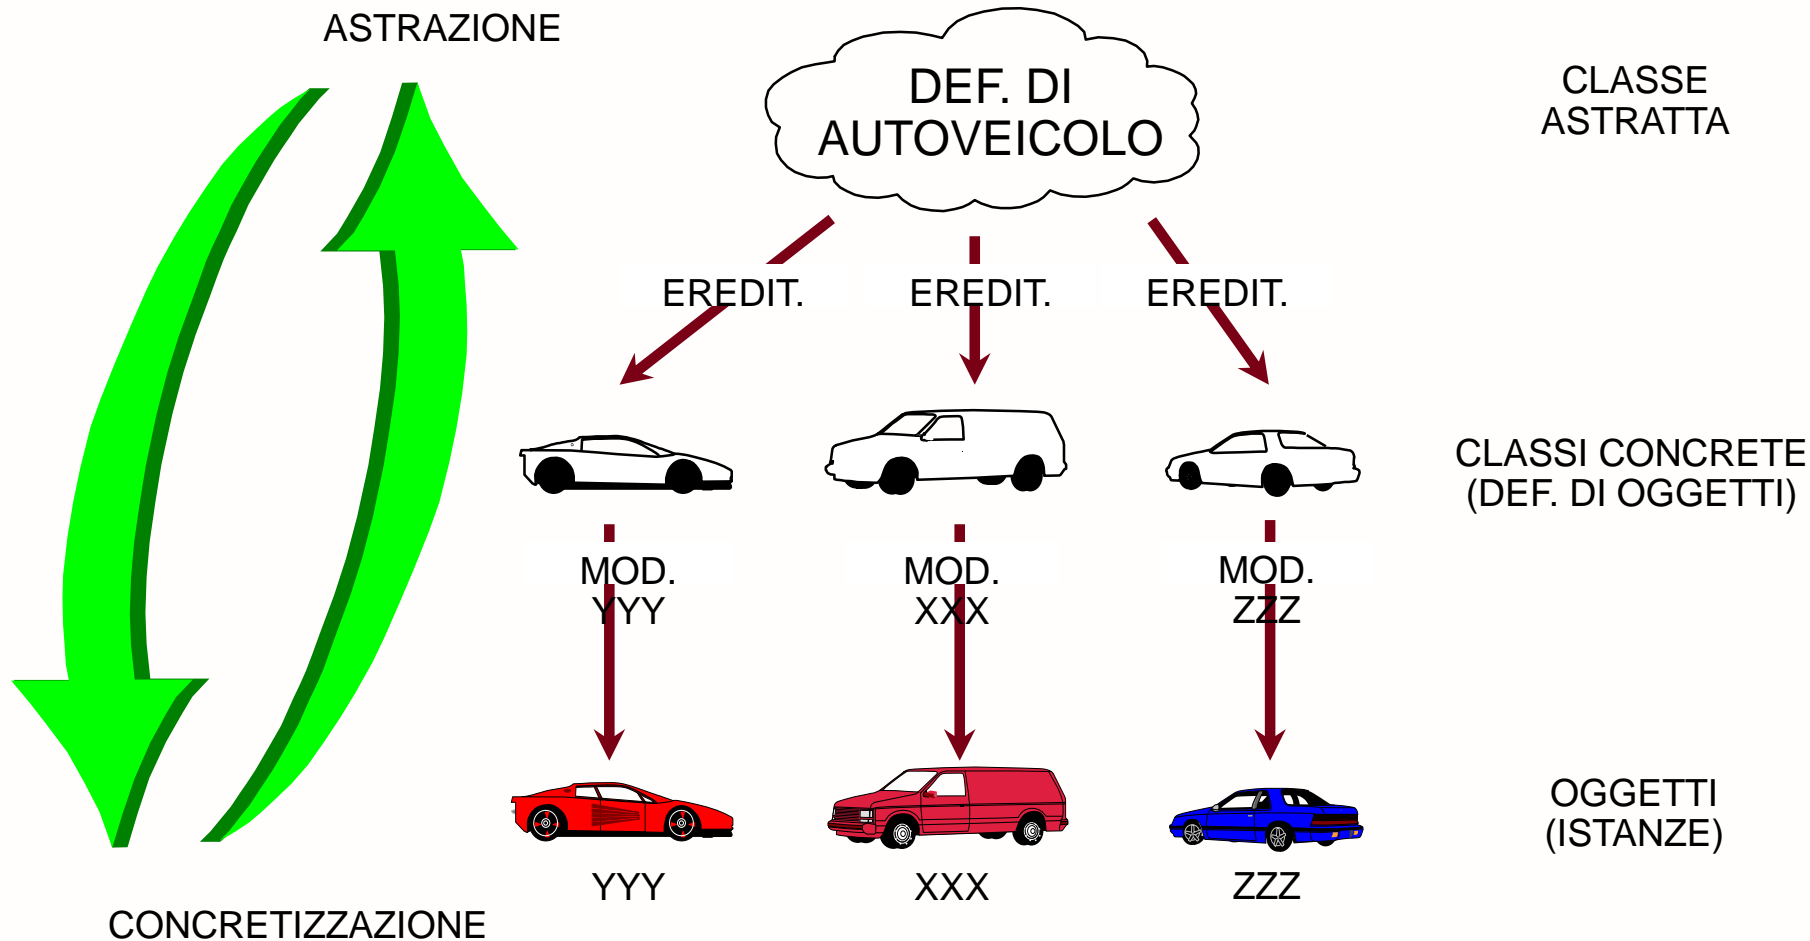 ASTRAZIONE
DEF. DI
AUTOVEICOLO
CLASSE
ASTRATTA
EREDIT.
EREDIT.
EREDIT.
CLASSI CONCRETE
(DEF. DI OGGETTI)
MOD.
YYY
MOD.
XXX
MOD.
ZZZ
OGGETTI
(ISTANZE)
YYY
XXX
ZZZ
CONCRETIZZAZIONE